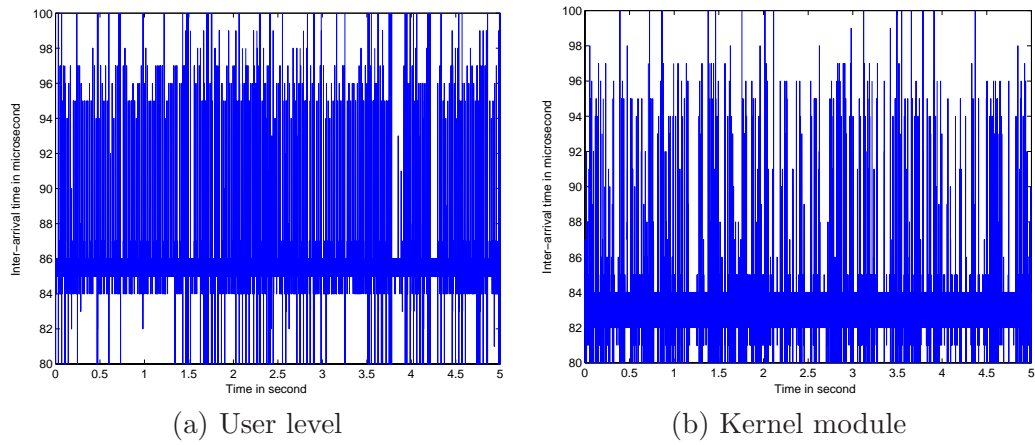 100
98
96
94
92
90
88
86
84
82
80
Inter-arrival time in microsecond
0 0.5 1 1.5 2 2.5 3 3.5 4 4.5 5
Time in second
(a) User level
100
98
96
94
92
90
88
86
84
82
80
Inter-arrival time in microsecond
0 0.5 1 1.5 2 2.5 3 3.5 4 4.5 5
Time in second
(b) Kernel module